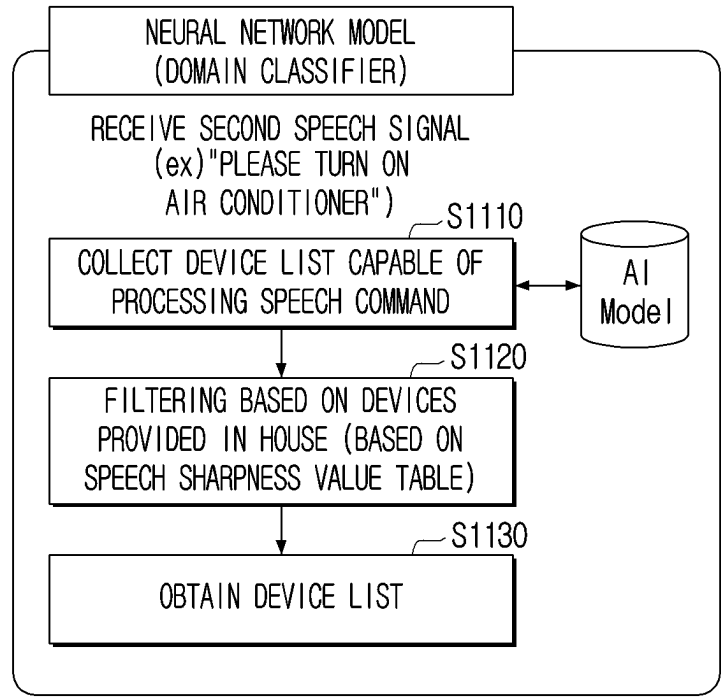 NEURAL NETWORK MODEL
(DOMAIN CLASSIFIER)
RECEIVE SECOND SPEECH SIGNAL
(ex)"PLEASE TURN ON
AIR CONDITIONER")
S1110
COLLECT DEVICE LIST CAPABLE OF
PROCESSING SPEECH COMMAND
AI
Model
S1120
FILTERING BASED ON DEVICES
PROVIDED IN HOUSE (BASED ON
SPEECH SHARPNESS VALUE TABLE)
S1130
OBTAIN DEVICE LIST